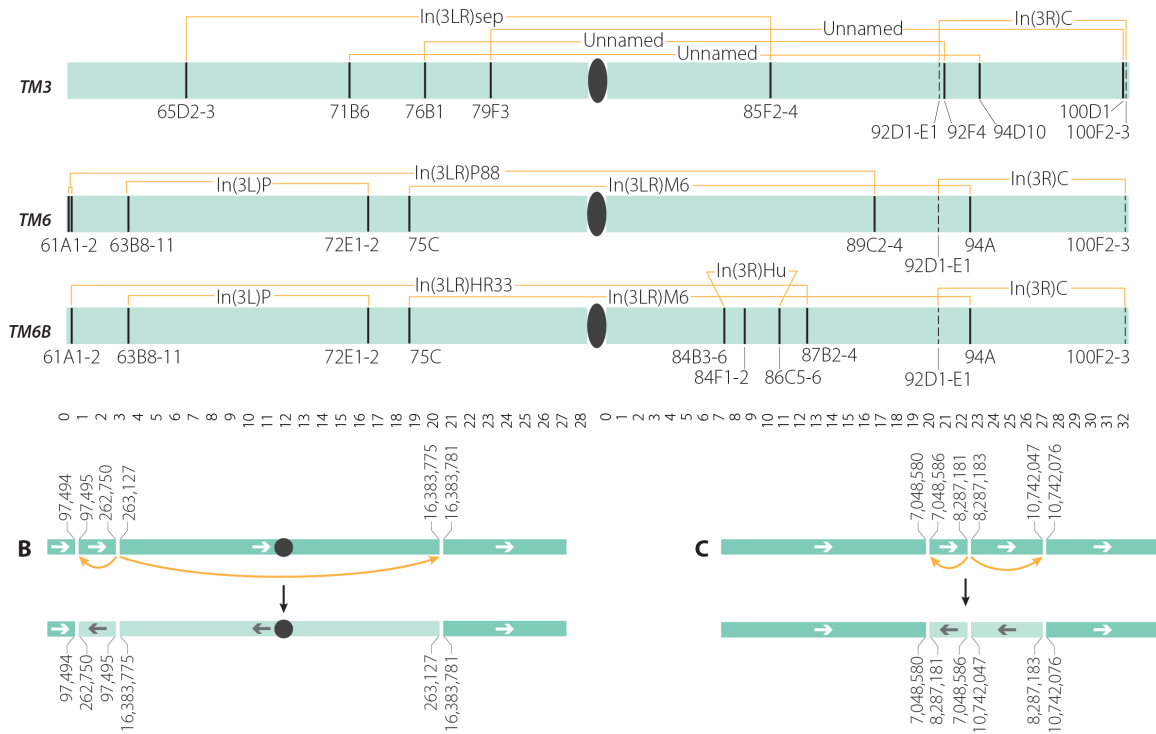 In(3LR)sep In(3R)C
Unnamed
Unnamed
Unnamed
TM3
65D2-3 71B6 76B1 79F3 85F2-4 100D1
92D1-E1 92F4 94D10 100F2-3
In(3LR)P88
In(3L)P In(3LR)M6 In(3R)C
TM6
61A1-2 63B8-11 72E1-2 75C 89C2-4 94A 100F2-3
92D1-E1
In(3R)Hu
In(3LR)HR33
In(3L)P In(3LR)M6 In(3R)C
TM6B
61A1-2 63B8-11 72E1-2 75C 84B3-6 87B2-4 94A 100F2-3
84F1-2 86C5-6 92D1-E1
0 1 2 3 4 5 6 7 8 9 10 11 12 13 14 15 16 17 18 19 20 21 22 23 24 25 26 27 28 0 1 2 3 4 5 6 7 8 9 10 11 12 13 14 15 16 17 18 19 20 21 22 23 24 25 26 27 28 29 30 31 32
B
97,494 97,495 262,750 263,127 16,383,775 16,383,781
97,494 262,750 97,495 16,383,775 263,127 16,383,781
C
7,048,580 7,048,586 8,287,181 8,287,183 10,742,047 10,742,076
7,048,580 8,287,181 7,048,586 10,742,047 8,287,183 10,742,076